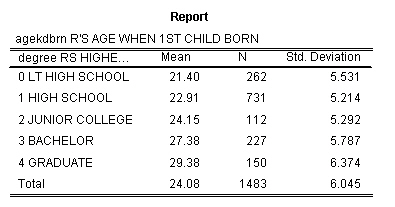 Report
agekdbrn R'S AGE WHEN 1ST CHILD BORN
degree RS HIGHE... Mean N Std. Deviation
0 LT HIGH SCHOOL 21.40 262 5.531
1 HIGH SCHOOL 22.91 731 5.214
2 JUNIOR COLLEGE 24.15 112 5.292
3 BACHELOR 27.38 227 5.787
4 GRADUATE 29.38 150 6.374
Total 24.08 1483 6.045